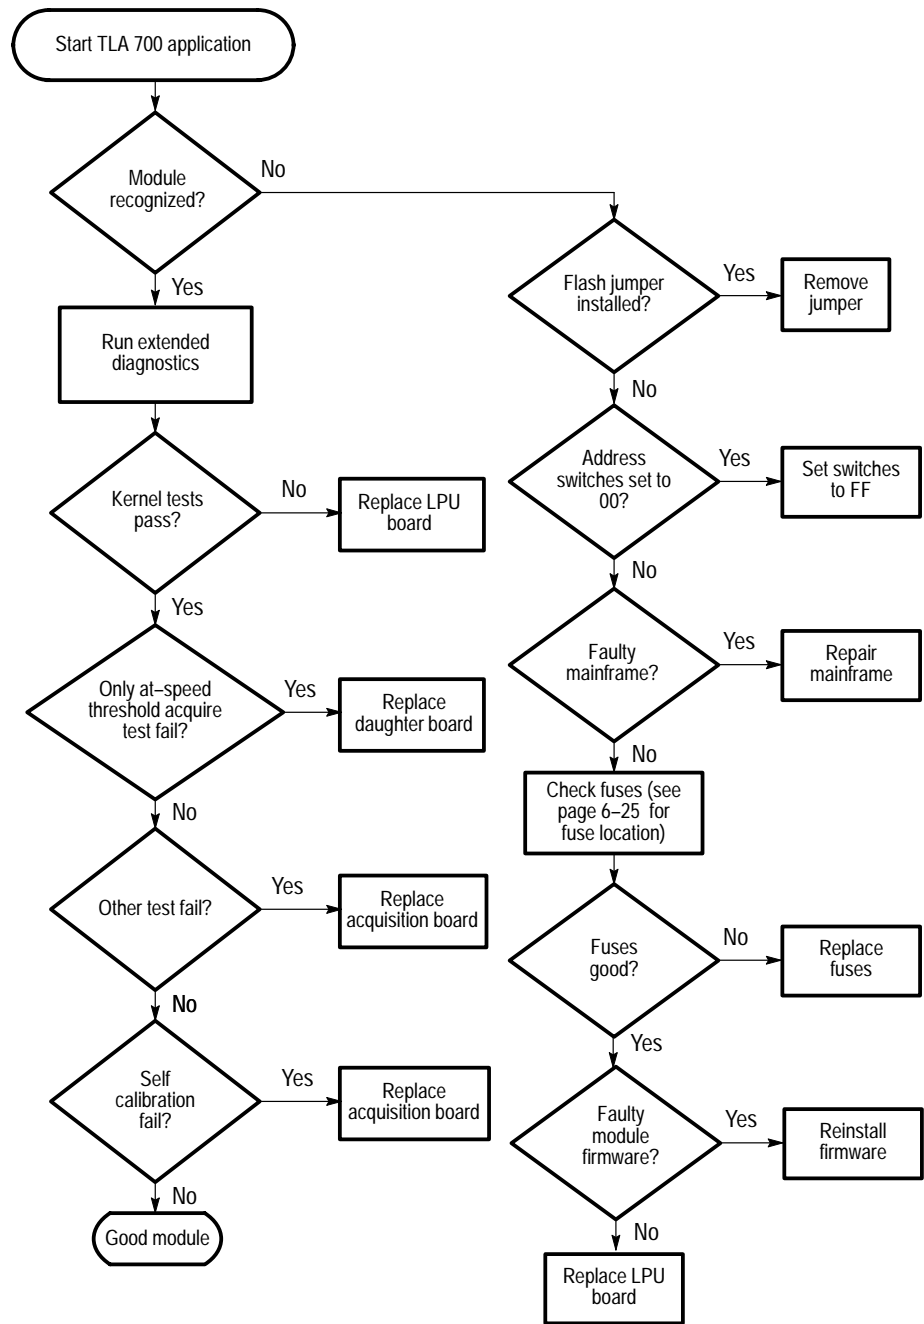 Start TLA 700 application
Module
recognized?
No
Yes
Run extended
diagnostics
Kernel tests
pass?
No
Replace LPU
board
Yes
Only at–speed
threshold acquire
test fail?
Yes
Replace
daughter board
No
Other test fail?
Yes
Replace
acquisition board
No
Self
calibration
fail?
Yes
Replace
acquisition board
No
Good module
Flash jumper
installed?
Yes
Remove
jumper
No
Address
switches set to
00?
Yes
Set switches
to FF
No
Faulty
mainframe?
Yes
Repair
mainframe
No
Check fuses (see
page 6–25 for
fuse location)
Fuses
good?
No
Replace
fuses
Yes
Faulty
module
firmware?
Yes
Reinstall
firmware
No
Replace LPU
board